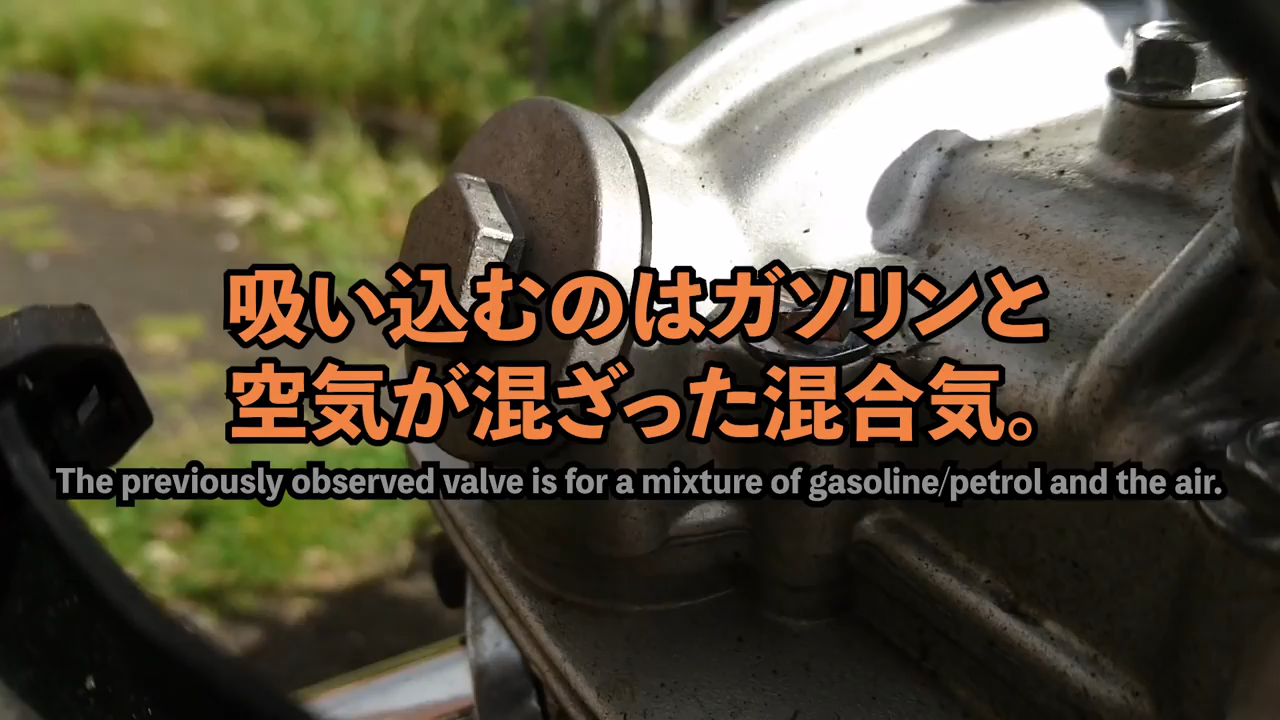 吸い込むのはガソリンと
空気が混ざった混合気。
The previously observed valve is for a mixture of gasoline/petrol and the air.